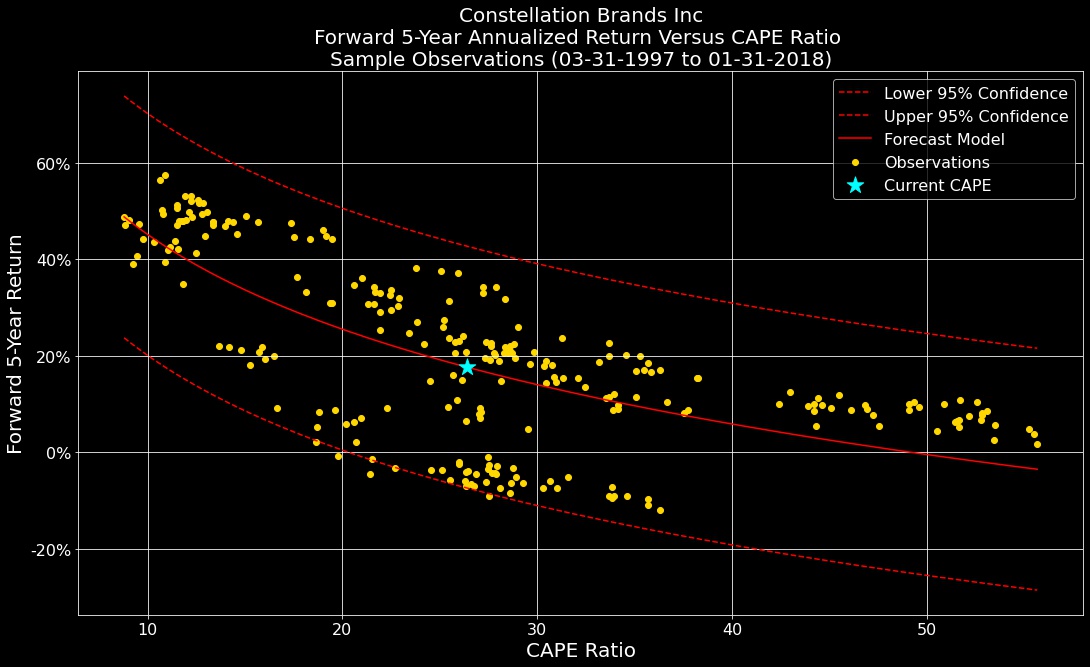 Constellation Brands Inc
Forward 5-Year Annualized Return Versus CAPE Ratio
Sample Observations (03-31-1997 to 01-31-2018)
Lower 95% Confidence
Upper 95% Confidence
Forecast Model
Observations
Current CAPE
Forward 5-Year Return
60%
40%
20%
0%
-20%
10
20
30
40
50
CAPE Ratio